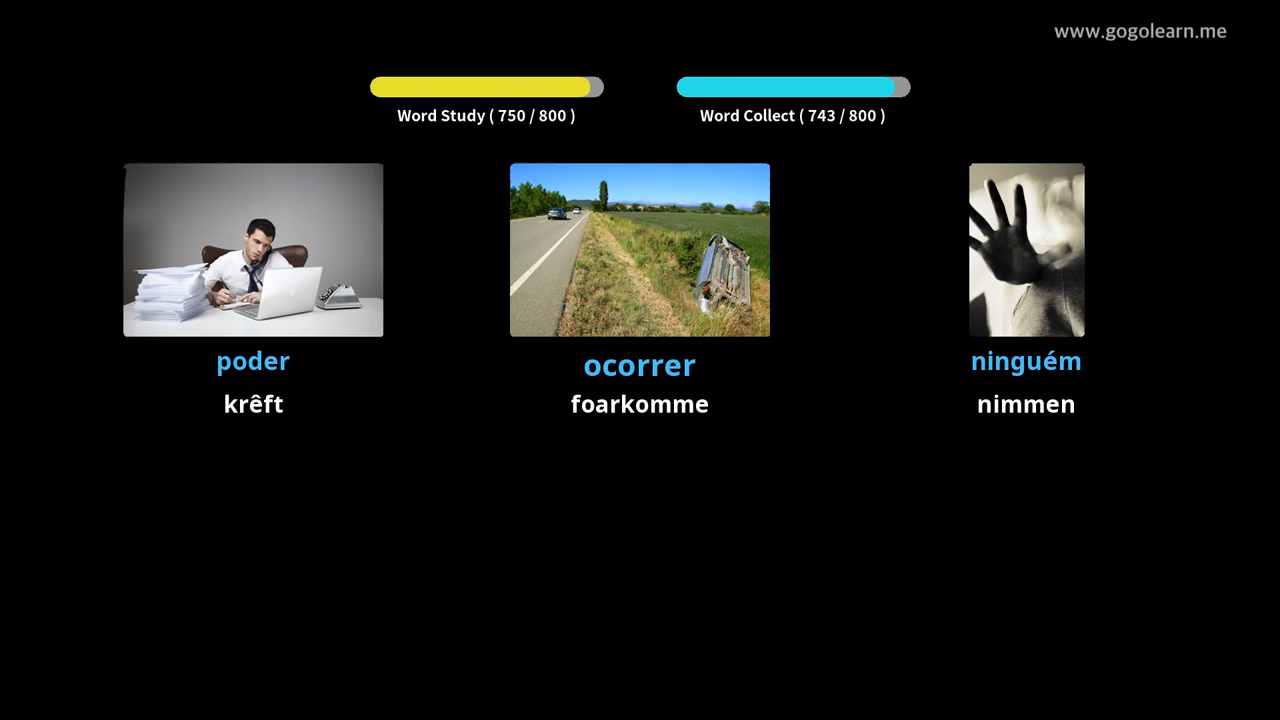 www.gogolearn.me
Word Study ( 750 / 800 )
Word Collect ( 743 / 800 )
poder
krêft
ocorrer
foarkomme
ninguém
nimmen